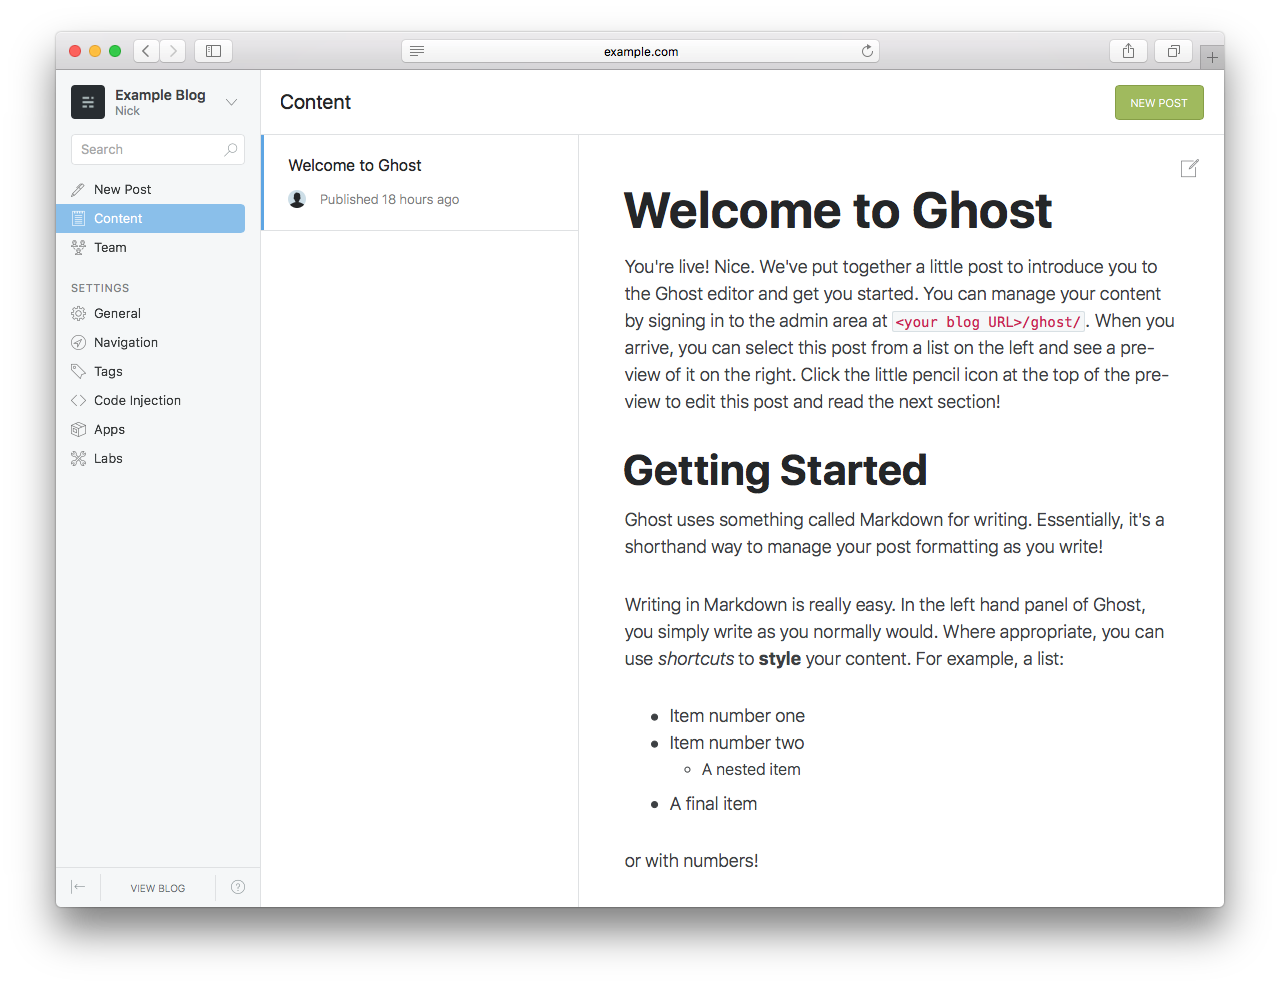 example.com
Example Blog
Nick
Search
New Post
Content
Team
SETTINGS
General
Navigation
Tags
Code Injection
Apps
Labs
VIEW BLOG
Content
NEW POST
Welcome to Ghost
Published 18 hours ago
Welcome to Ghost
You're live! Nice. We've put together a little post to introduce you to
the Ghost editor and get you started. You can manage your content
by signing in to the admin area at <your blog URL>/ghost/. When you
arrive, you can select this post from a list on the left and see a pre-
view of it on the right. Click the little pencil icon at the top of the pre-
view to edit this post and read the next section!
Getting Started
Ghost uses something called Markdown for writing. Essentially, it's a
shorthand way to manage your post formatting as you write!
Writing in Markdown is really easy. In the left hand panel of Ghost,
you simply write as you normally would. Where appropriate, you can
use shortcuts to style your content. For example, a list:
Item number one
Item number two
A nested item
A final item
or with numbers!